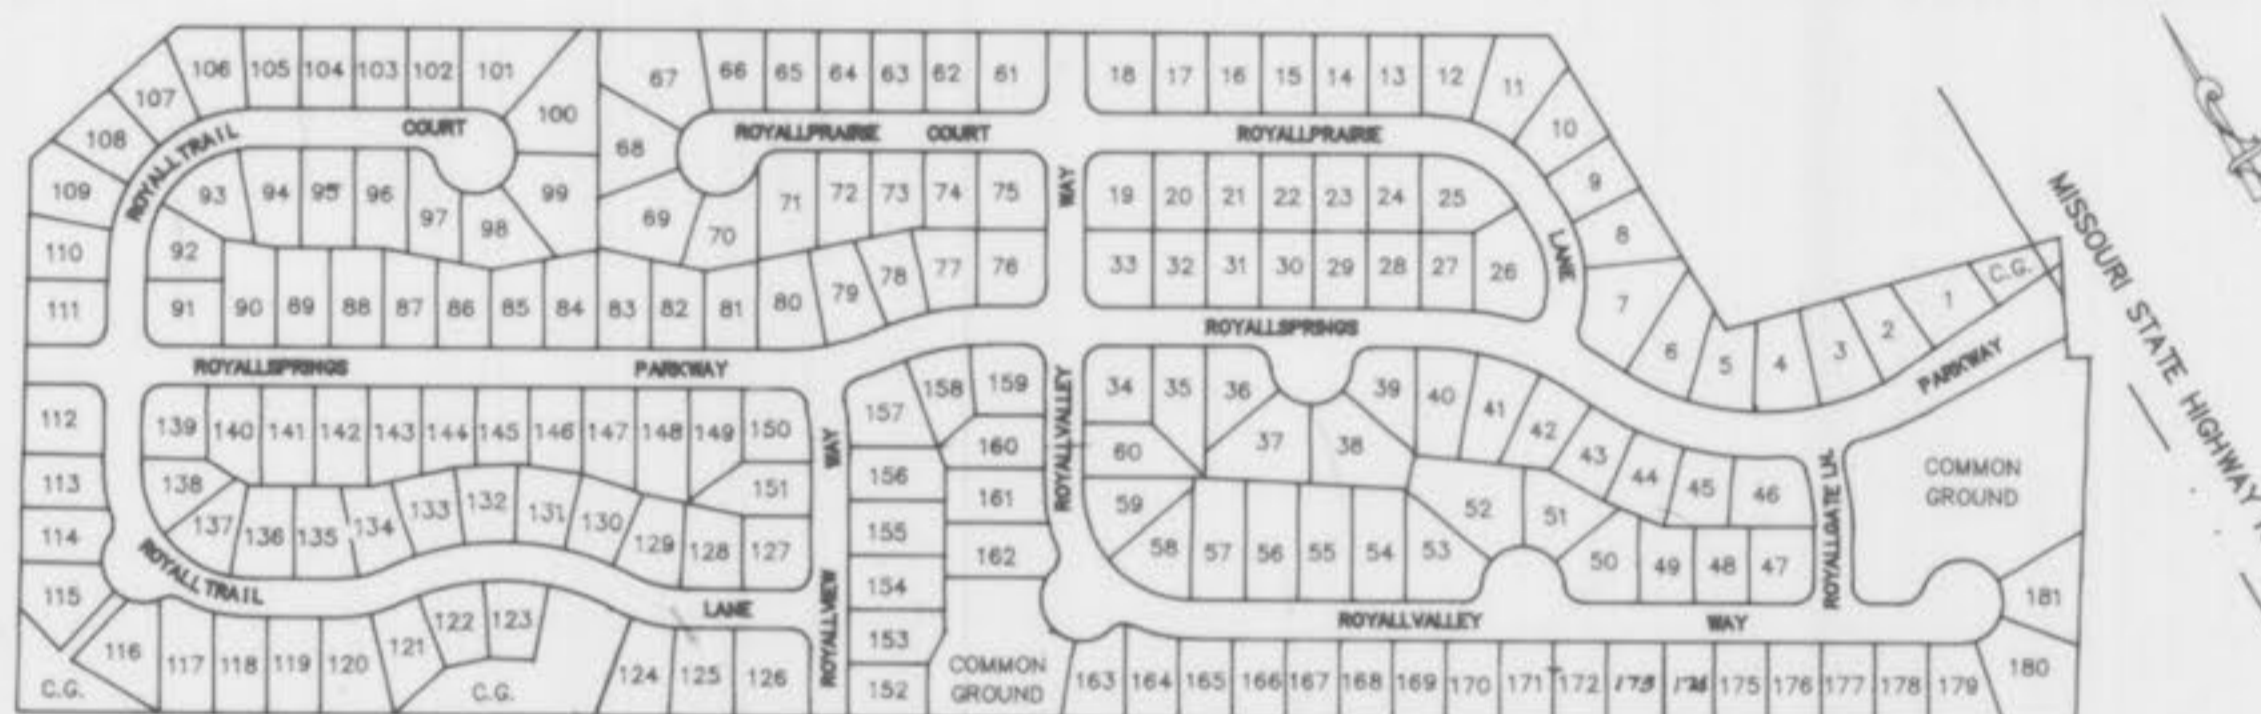 106 105 104 103 102 101 67 66 65 64 63 62 61 18 17 16 15 14 13 12 11
107 100 10
108 ROYALLTRAIL COURT 68 ROYALLPRAIRIE COURT ROYALLPRAIRIE
109 93 94 95 96 99 71 72 73 74 75 WAY 19 20 21 22 23 24 25 9
97 98 69 70 8
110 92 77 76 33 32 31 30 29 28 27 26 LANE C.G.
111 91 90 89 88 87 86 85 84 83 82 81 80 79 78 7 1
ROYALLSPRINGS PARKWAY ROYALLSPRINGS 6 5 4 3 2 PARKWAY
MISSOURI STATE HIGHWAY
112 139 140 141 142 143 144 145 146 147 148 149 150 WAY 157 158 159 ROYALLVALLEY 34 35 36 39 40 41 42
160 60 37 38 43 ROYALLGATE LN. COMMON
113 138 151 156 161 59 52 51 44 45 46 GROUND
114 137 136 135 134 133 132 131 130 129 128 127 155 162 58 57 56 55 54 53 50 49 48 47
115 ROYALL TRAIL LANE ROYALLVIEW 154 ROYALLVALLEY WAY 181
116 117 118 119 120 121 122 123 124 125 126 153 COMMON
C.G. C.G. 152 GROUND 163 164 165 166 167 168 169 170 171 172 175 176 177 178 179 180